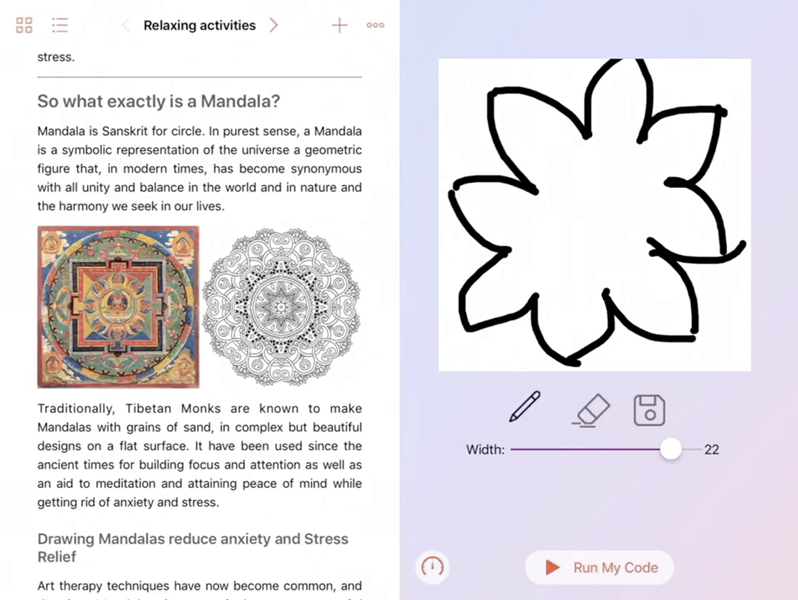 Relaxing activities
stress.
So what exactly is a Mandala?
Mandala is Sanskrit for circle. In purest sense, a Mandala
is a symbolic representation of the universe a geometric
figure that, in modern times, has become synonymous
with all unity and balance in the world and in nature and
the harmony we seek in our lives.
Traditionally, Tibetan Monks are known to make
Mandalas with grains of sand, in complex but beautiful
designs on a flat surface. It have been used since the
ancient times for building focus and attention as well as
an aid to meditation and attaining peace of mind while
getting rid of anxiety and stress.
Drawing Mandalas reduce anxiety and Stress
Relief
Art therapy techniques have now become common, and
Width:
22
Run My Code